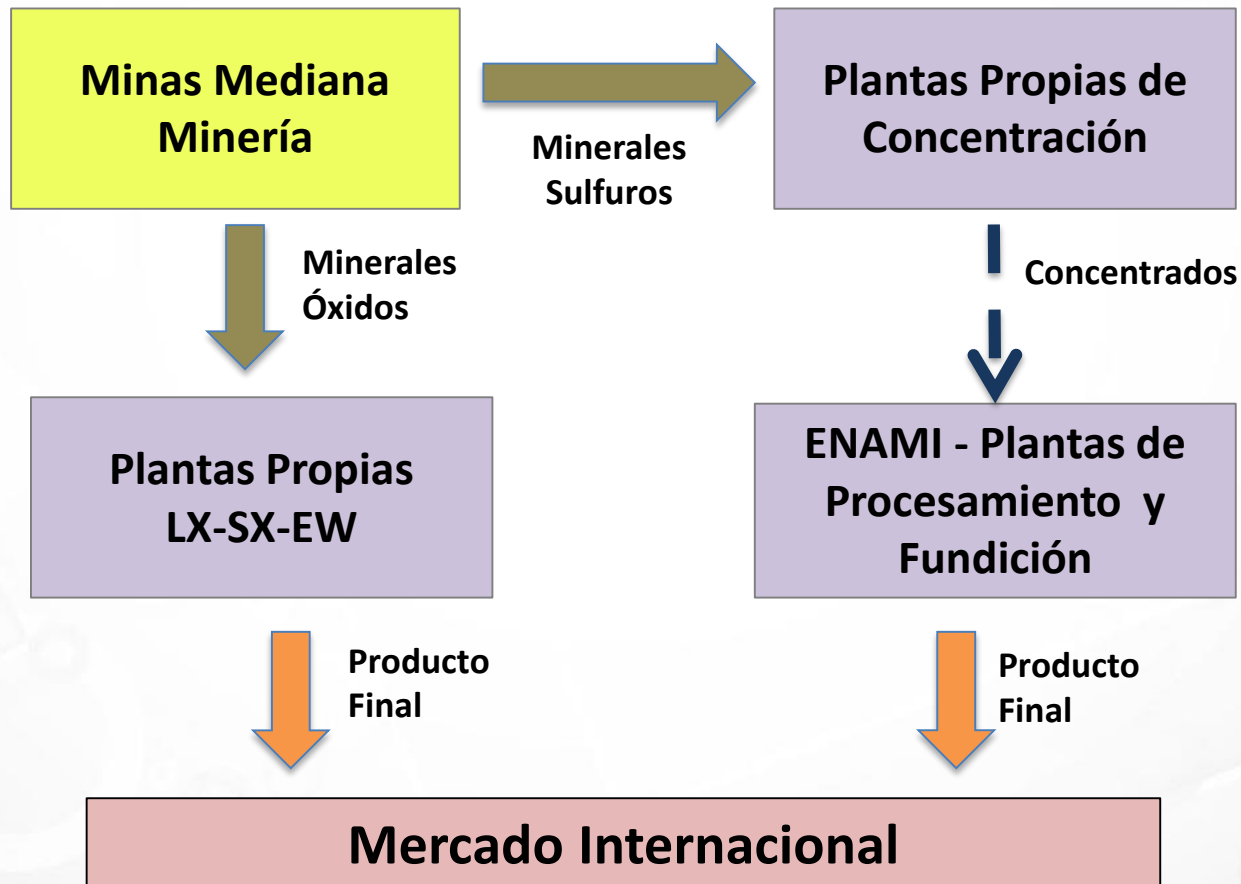 Minas Mediana
Minería
Minerales
Sulfuros
Plantas Propias de
Concentración
Minerales
Óxidos
Concentrados
Plantas Propias
LX-SX-EW
ENAMI - Plantas de
Procesamiento y
Fundición
Producto
Final
Producto
Final
Mercado Internacional